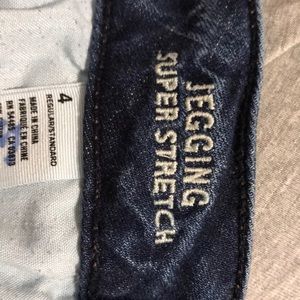 JEGGING
SUPER STRETCH
4
REGULAR/STANDARD
MADE IN CHINA
FABRIQUÉ EN CHINE